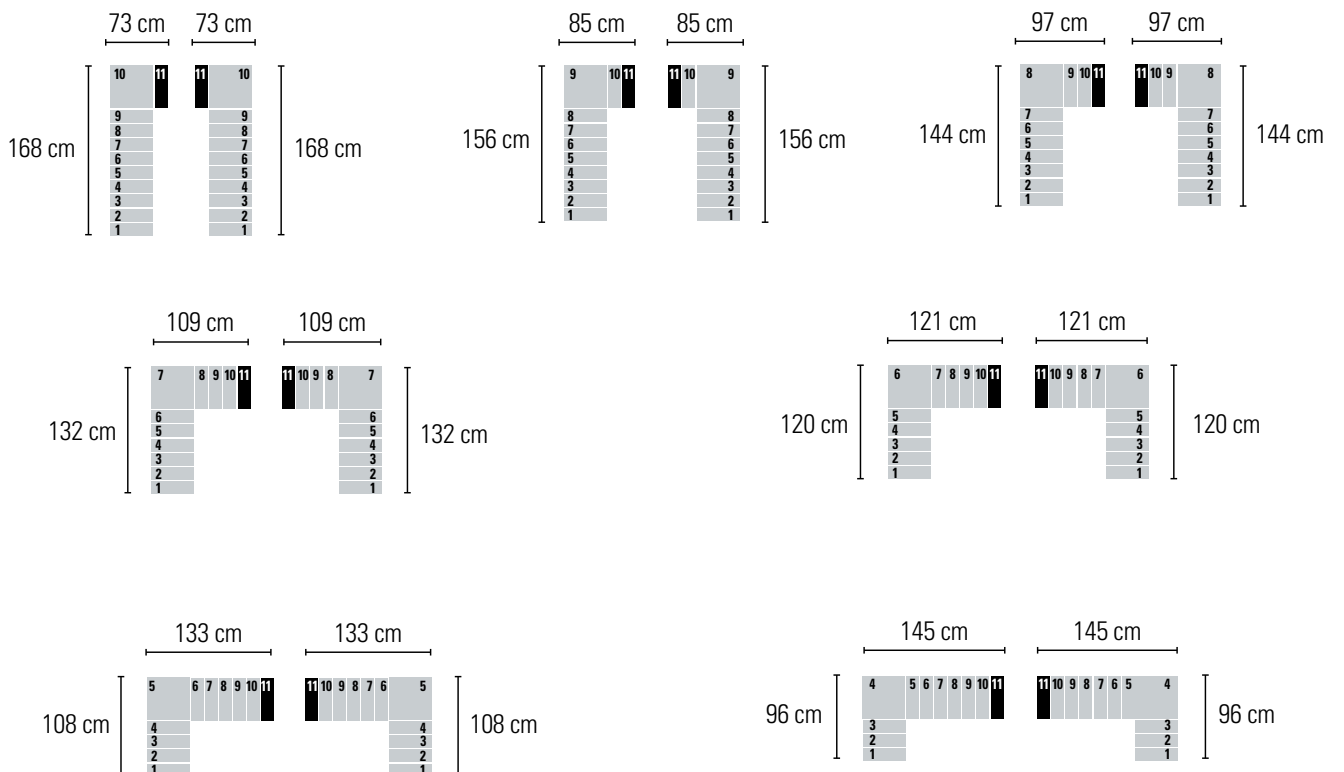 73 cm 73 cm 85 cm 85 cm 97 cm 97 cm
10 11 11 10 9 10 11 11 10 9 8 9 10 11 11 10 9 8
9 9 8 8 7 7
8 8 7 7 6 6
7 7 6 6 5 5
6 6 5 5 4 4
5 5 4 4 3 3
4 4 3 3 2 2
3 3 2 2 1 1
2 2 1 1
1 1
168 cm 168 cm 156 cm 156 cm 144 cm 144 cm
109 cm 109 cm 121 cm 121 cm
7 8 9 10 11 11 10 9 8 7 6 7 8 9 10 11 11 10 9 8 7 6
6 6 5 5
5 5 4 4
4 4 3 3
3 3 2 2
2 2 1 1
1 1
132 cm 132 cm 120 cm 120 cm
133 cm 133 cm 145 cm 145 cm
5 6 7 8 9 10 11 11 10 9 8 7 6 5 4 5 6 7 8 9 10 11 11 10 9 8 7 6 5 4
4 4 3 3
3 3 2 2
2 2 1 1
1 1
108 cm 108 cm 96 cm 96 cm